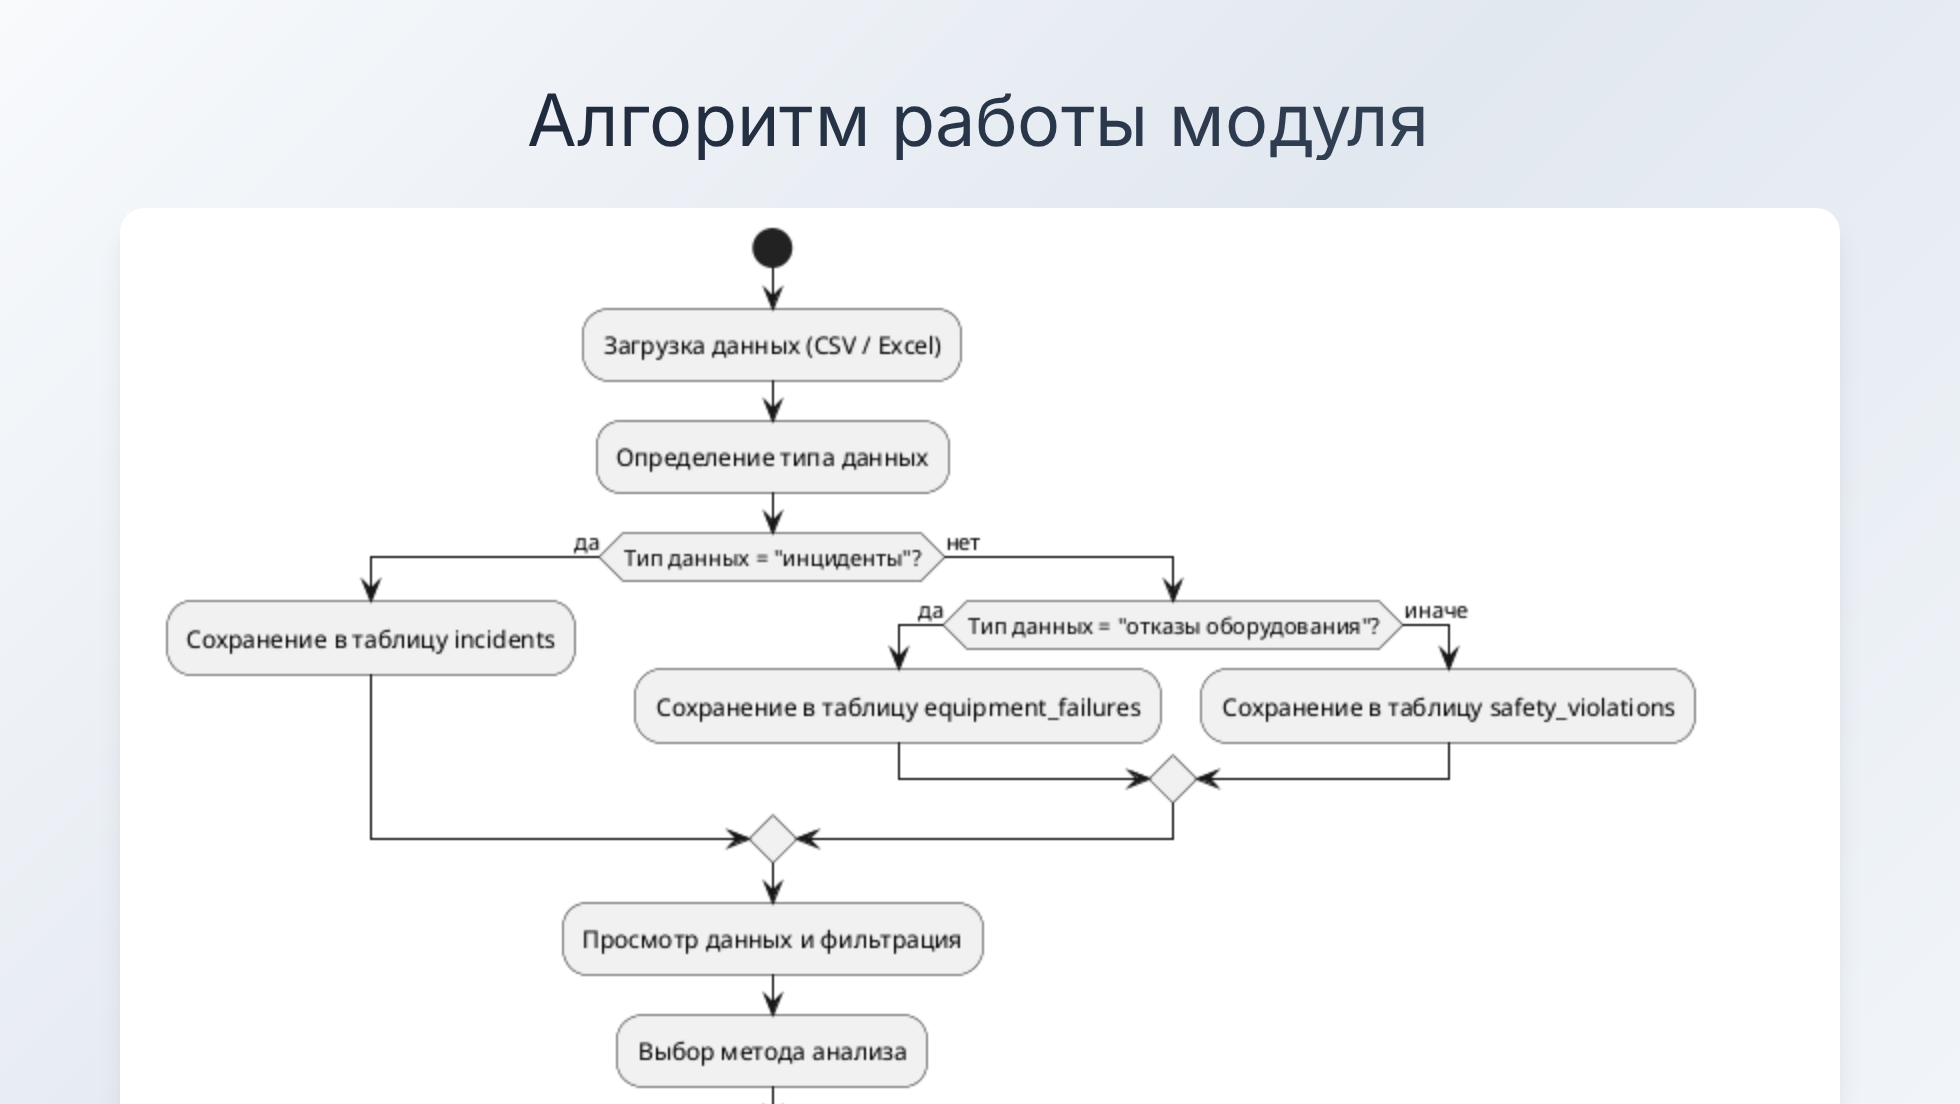 Алгоритм работы модуля
Загрузка данных (CSV / Excel)
Определение типа данных
да
Тип данных = "инциденты"?
нет
Сохранение в таблицу incidents
да
Тип данных = "отказы оборудования"?
иначе
Сохранение в таблицу equipment_failures
Сохранение в таблицу safety_violations
Просмотр данных и фильтрация
Выбор метода анализа